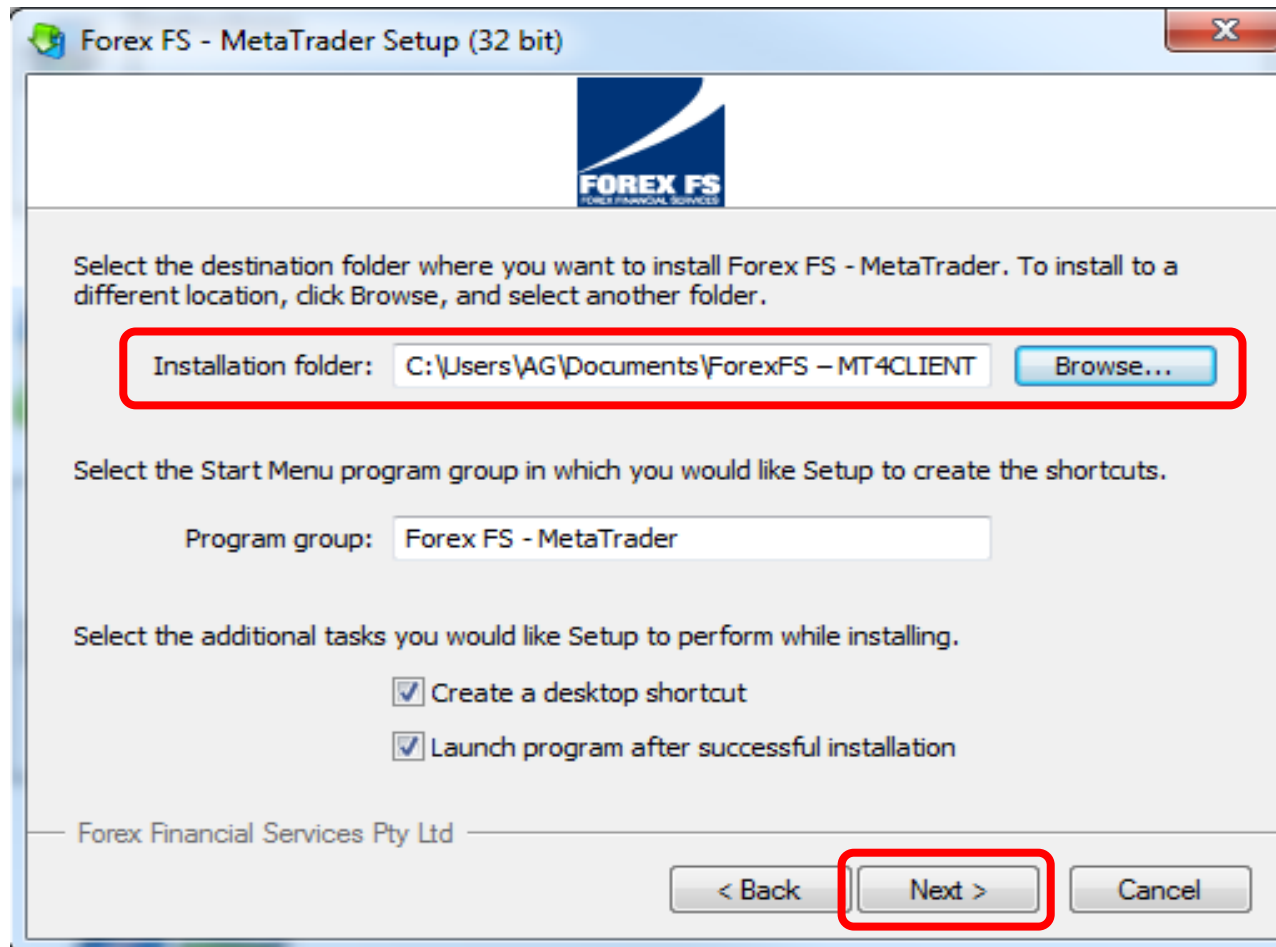 Forex FS - MetaTrader Setup (32 bit)
x
FOREX FS
FOREX FINANCIAL SERVICES
Select the destination folder where you want to install Forex FS - MetaTrader. To install to a
different location, click Browse, and select another folder.
Installation folder: C:\Users\AG\Documents\ForexFS – MT4CLIENT Browse...
Select the Start Menu program group in which you would like Setup to create the shortcuts.
Program group: Forex FS - MetaTrader
Select the additional tasks you would like Setup to perform while installing.
Create a desktop shortcut
Launch program after successful installation
Forex Financial Services Pty Ltd
< Back Next > Cancel